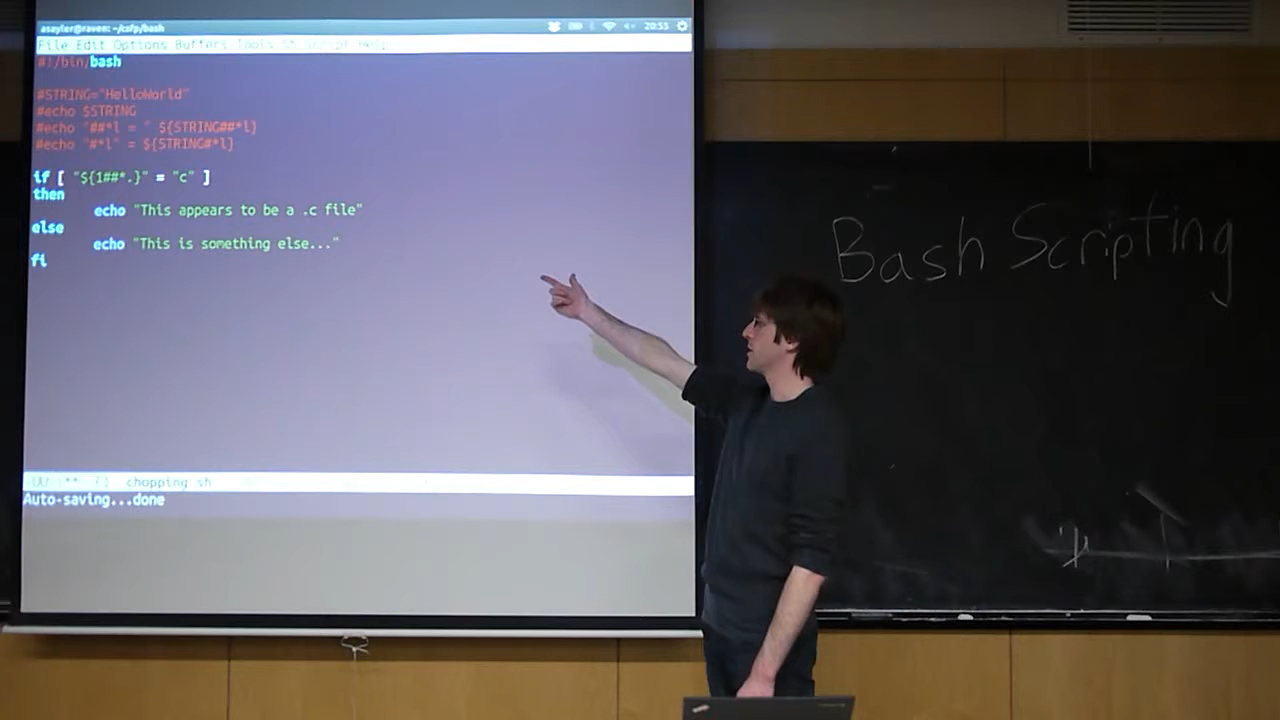 asayler@raven: ~/csfp/bash
20:55
File Edit Options Buffers Tools Sh-Script Help
#!/bin/bash
#STRING="HelloWorld"
#echo $STRING
#echo "##*l = " ${STRING##*l}
#echo "#*l" = ${STRING#*l}
if [ "${1##*.}" = "c" ]
then
echo "This appears to be a .c file"
else
echo "This is something else..."
fi
chopping.sh
Auto-saving...done
Bash Scripting